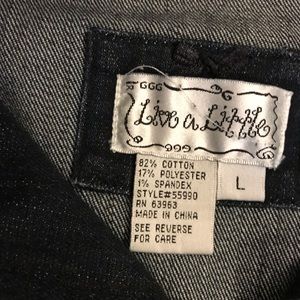 Live a Little
82% COTTON
17% POLYESTER
1% SPANDEX
STYLE#55990
RN 63963
MADE IN CHINA
SEE REVERSE
FOR CARE
L